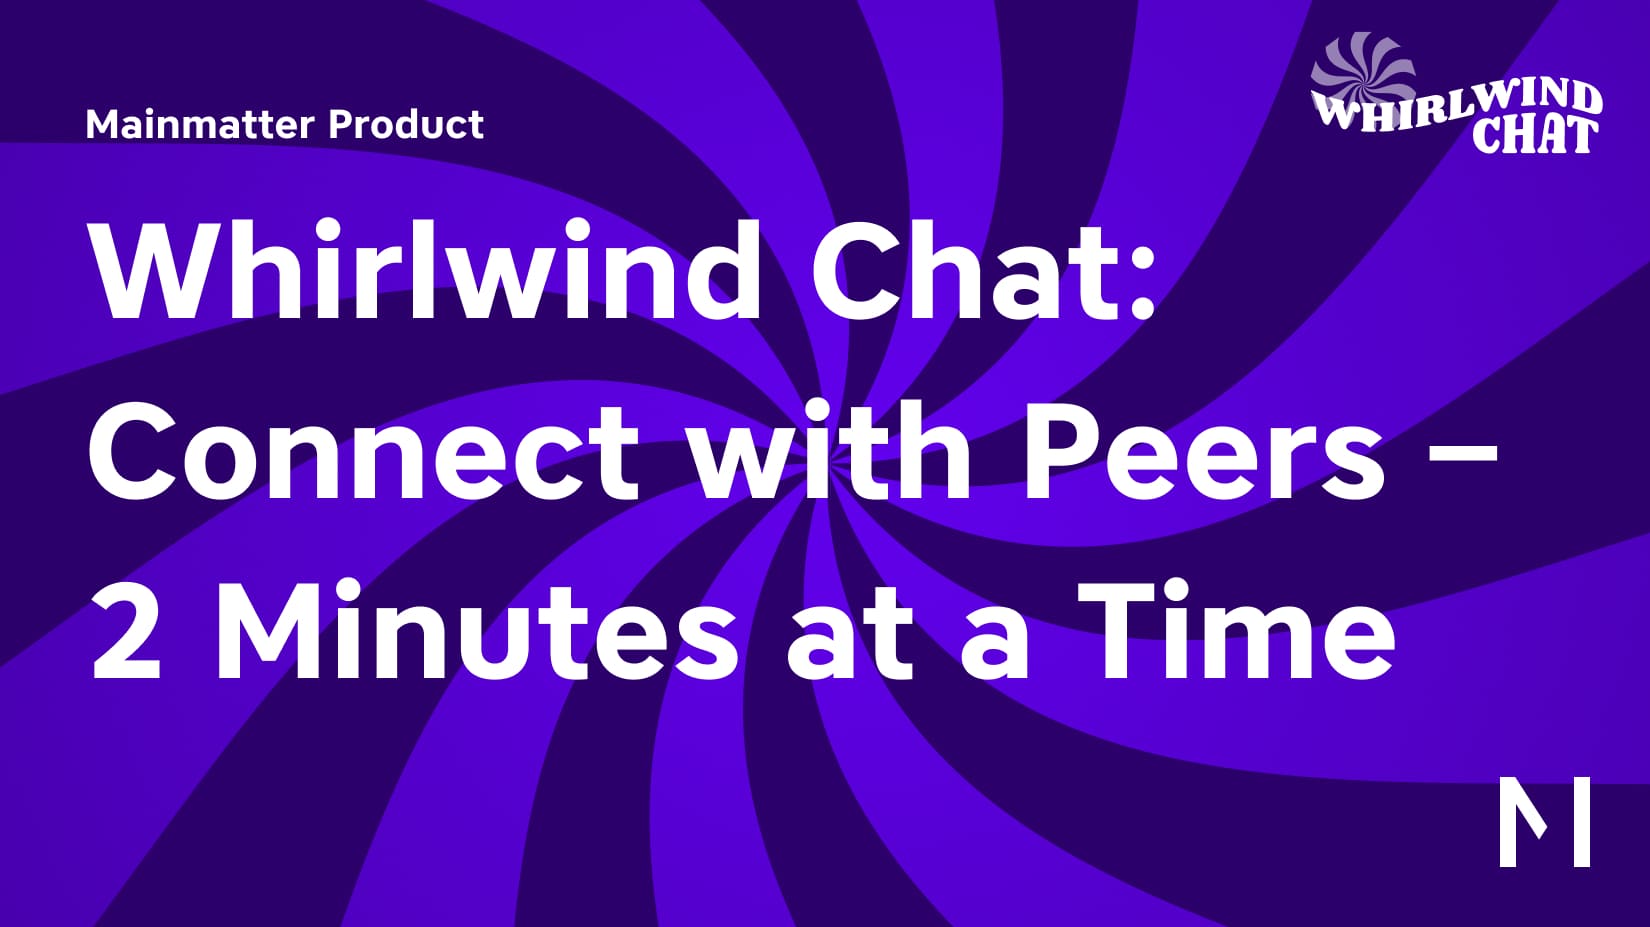 Mainmatter Product
WHIRLWIND
CHAT
Whirlwind Chat:
Connect with Peers –
2 Minutes at a Time